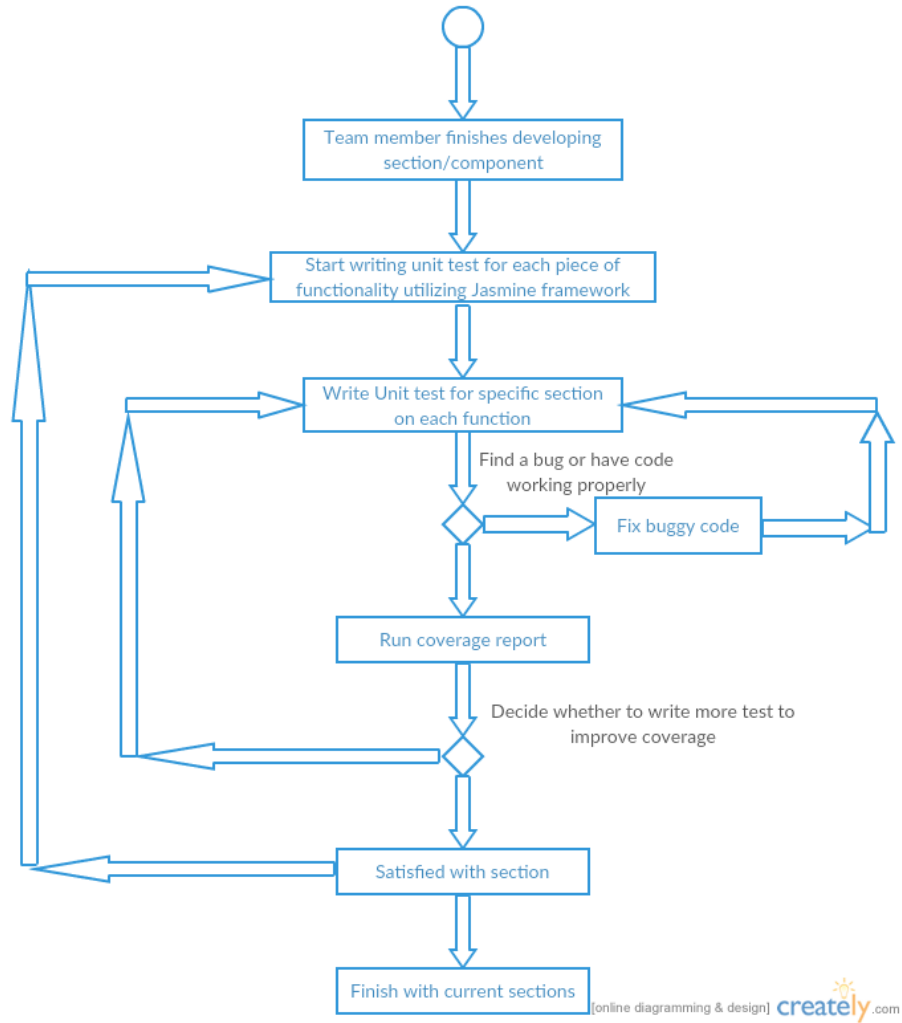 Team member finishes developing
section/component
Start writing unit test for each piece of
functionality utilizing Jasmine framework
Write Unit test for specific section
on each function
Find a bug or have code
working properly
Fix buggy code
Run coverage report
Decide whether to write more test to
improve coverage
Satisfied with section
Finish with current sections
[online diagramming & design] creately.com